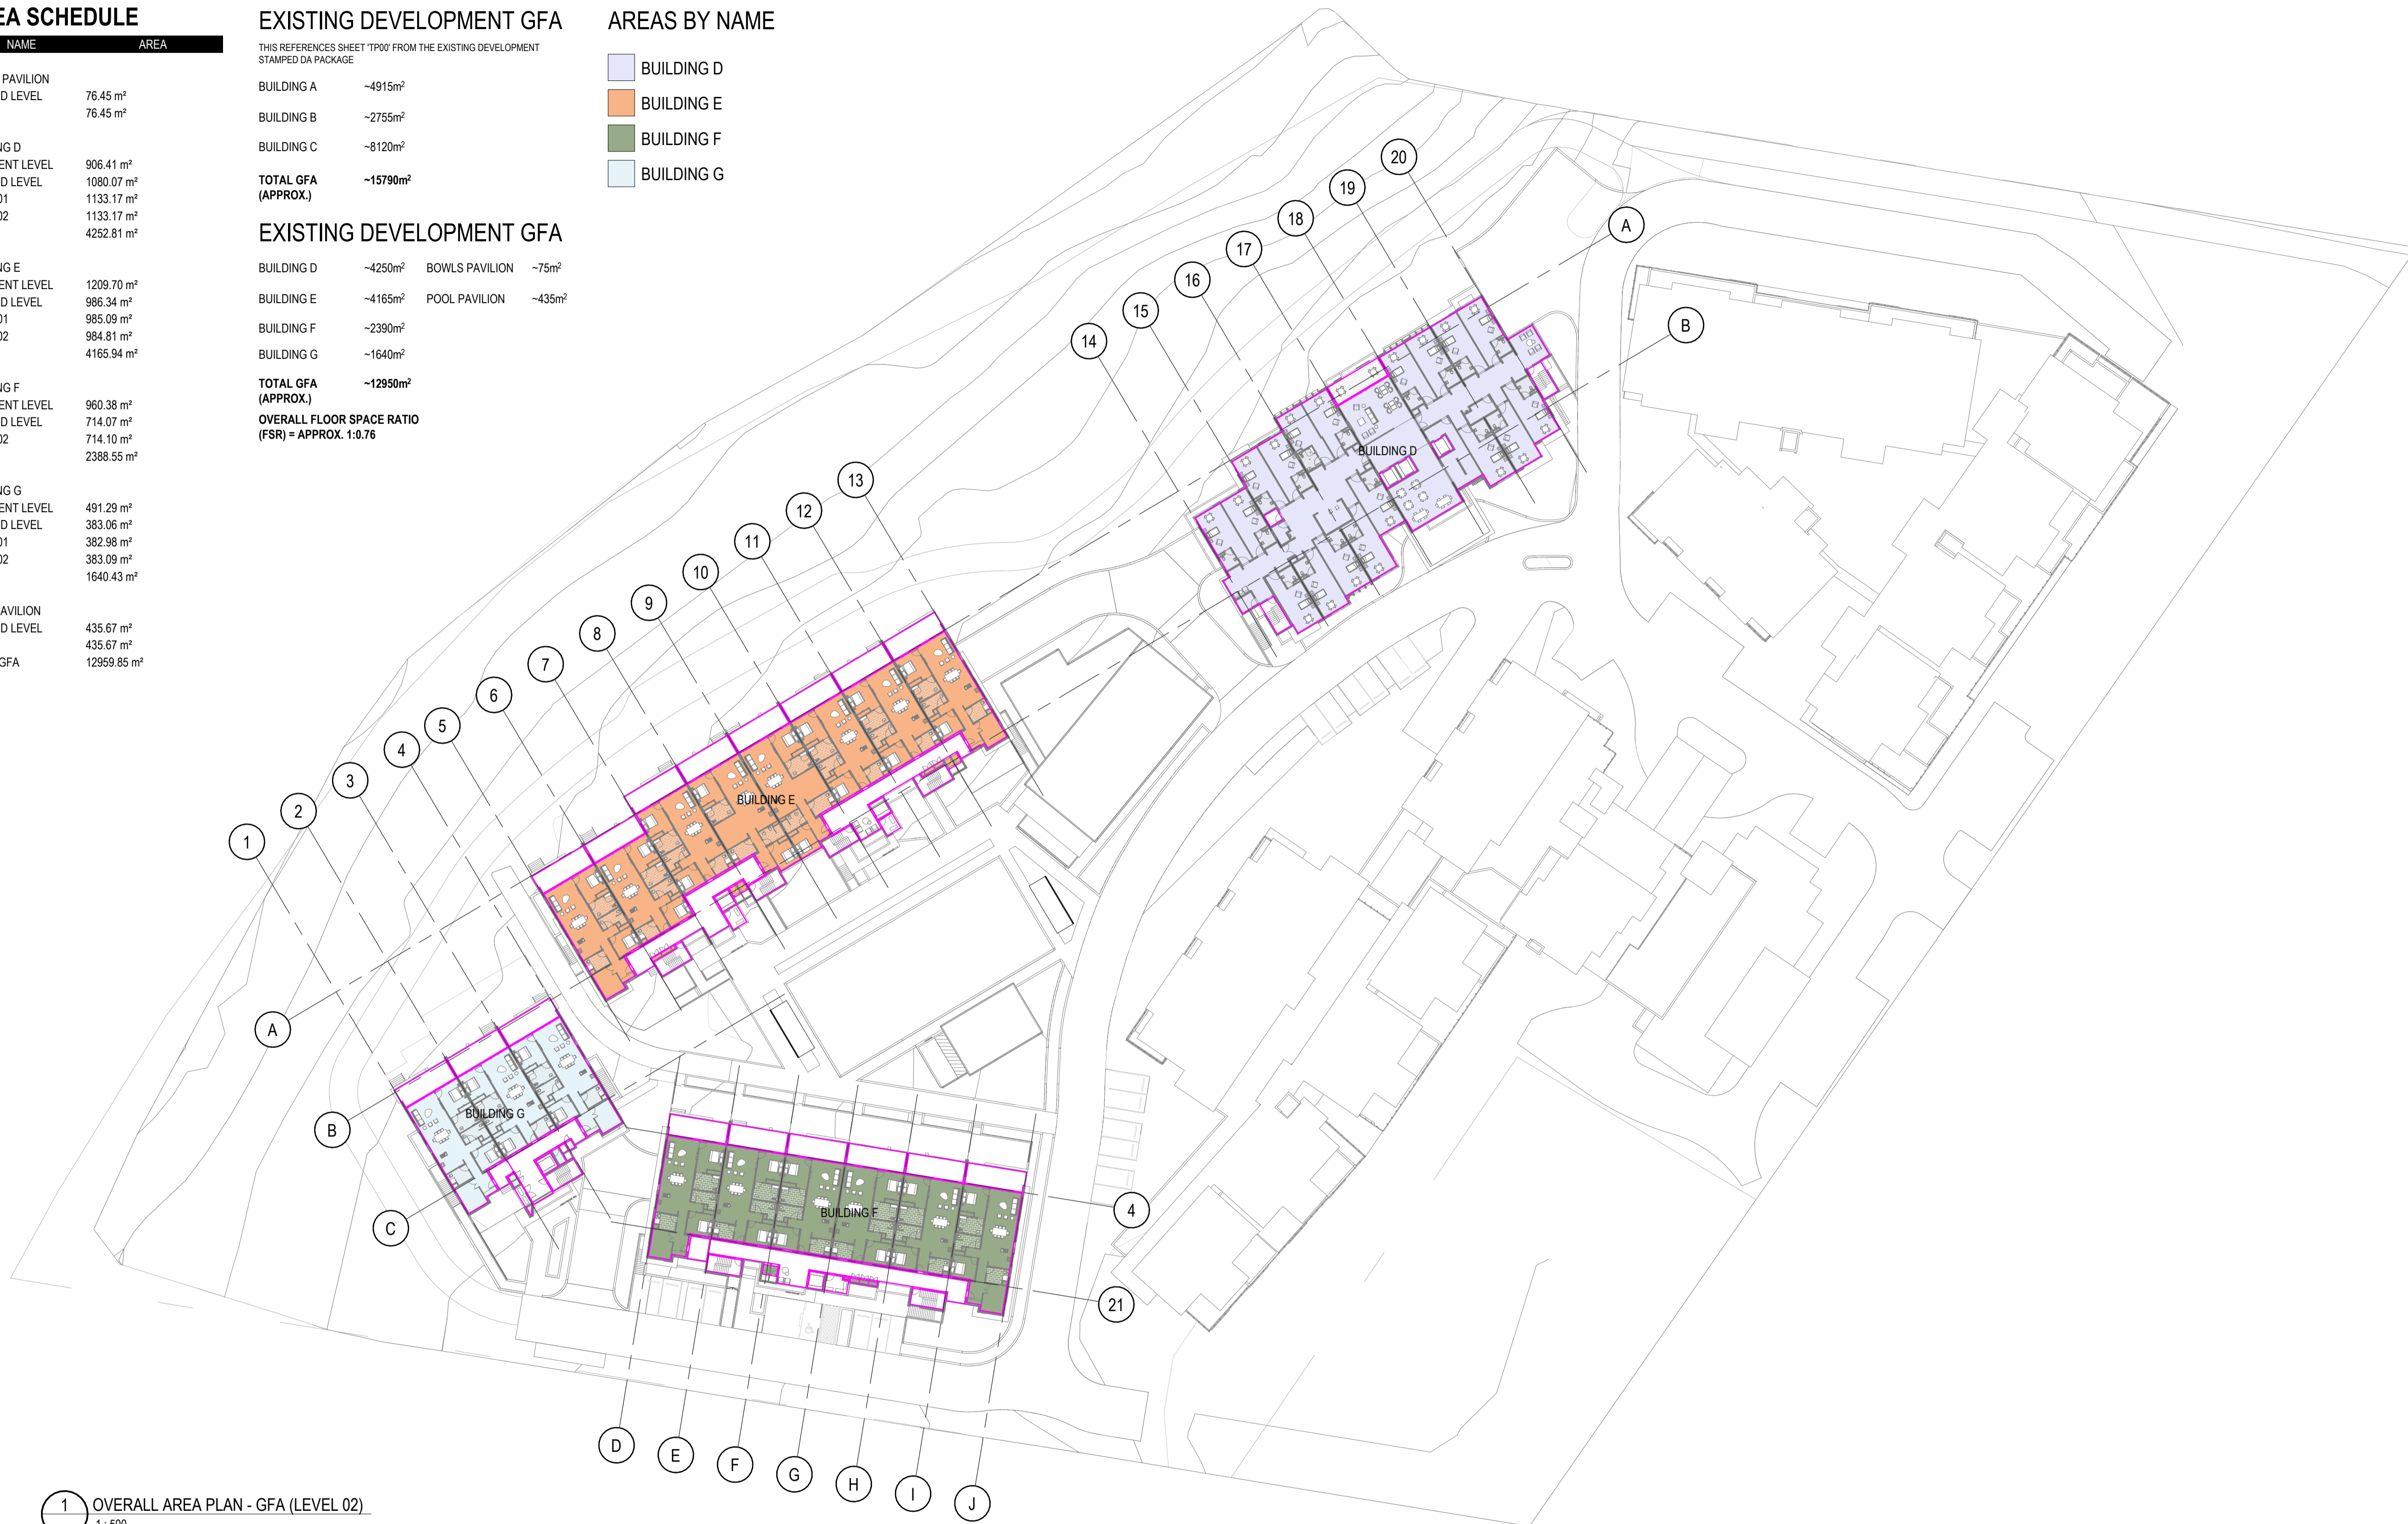 EA SCHEDULE
NAME AREA
PAVILION
D LEVEL 76.45 m²
76.45 m²
NG D
ENT LEVEL 906.41 m²
D LEVEL 1080.07 m²
01 1133.17 m²
02 1133.17 m²
4252.81 m²
NG E
ENT LEVEL 1209.70 m²
D LEVEL 986.34 m²
01 985.09 m²
02 984.81 m²
4165.94 m²
NG F
ENT LEVEL 960.38 m²
D LEVEL 714.07 m²
02 714.10 m²
2388.55 m²
NG G
ENT LEVEL 491.29 m²
D LEVEL 383.06 m²
01 382.98 m²
02 383.09 m²
1640.43 m²
AVILION
D LEVEL 435.67 m²
435.67 m²
GFA 12959.85 m²
EXISTING DEVELOPMENT GFA
THIS REFERENCES SHEET 'TP00' FROM THE EXISTING DEVELOPMENT
STAMPED DA PACKAGE
BUILDING A ~4915m²
BUILDING B ~2755m²
BUILDING C ~8120m²
TOTAL GFA ~15790m²
(APPROX.)
EXISTING DEVELOPMENT GFA
BUILDING D ~4250m² BOWLS PAVILION ~75m²
BUILDING E ~4165m² POOL PAVILION ~435m²
BUILDING F ~2390m²
BUILDING G ~1640m²
TOTAL GFA ~12950m²
(APPROX.)
OVERALL FLOOR SPACE RATIO
(FSR) = APPROX. 1:0.76
AREAS BY NAME
BUILDING D
BUILDING E
BUILDING F
BUILDING G
20
19
18
17
16
15
14
A
B
BUILDING D
13
12
11
10
9
8
7
6
5
4
3
2
1
BUILDING E
A
B
C
BUILDING G
BUILDING F
4
21
D
E
F
G
H
I
J
1 OVERALL AREA PLAN - GFA (LEVEL 02)
1 : 500